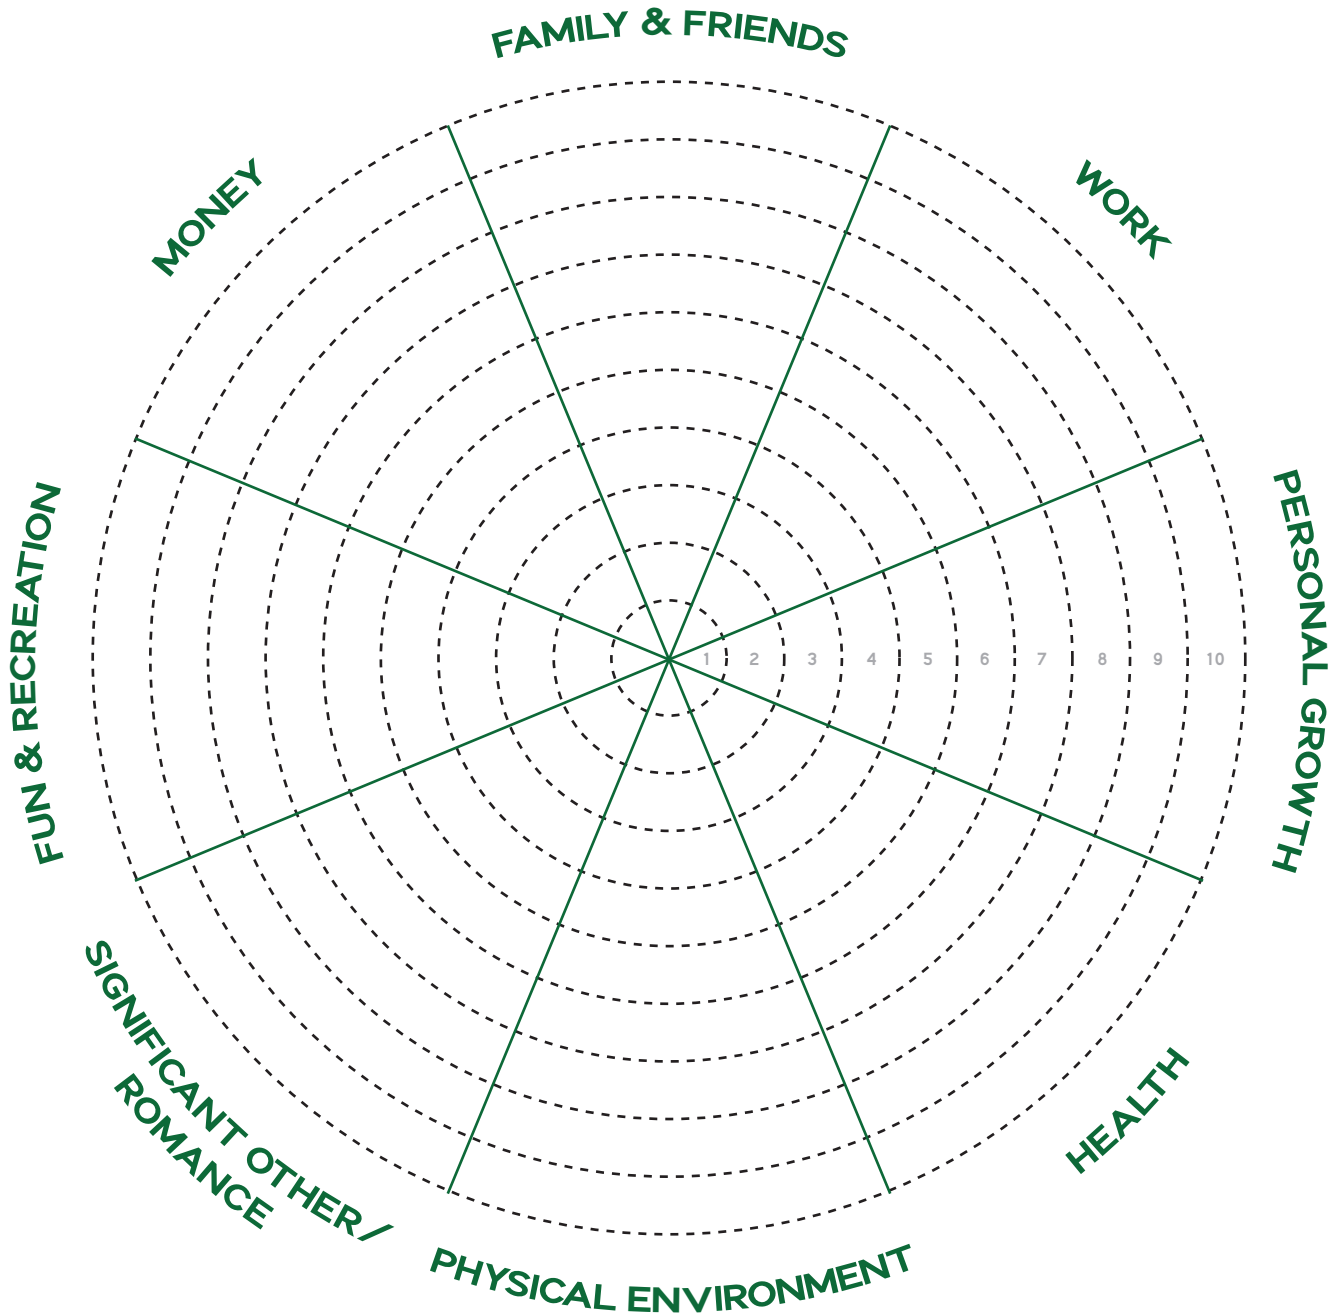 FAMILY & FRIENDS
WORK
PERSONAL GROWTH
HEALTH
PHYSICAL ENVIRONMENT
SIGNIFICANT OTHER/
ROMANCE
FUN & RECREATION
MONEY
1 2 3 4 5 6 7 8 9 10